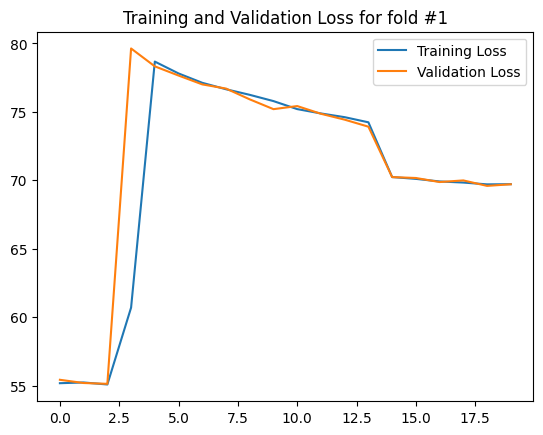 Training and Validation Loss for fold #1
Training Loss
Validation Loss
80
75
70
65
60
55
0.0 2.5 5.0 7.5 10.0 12.5 15.0 17.5